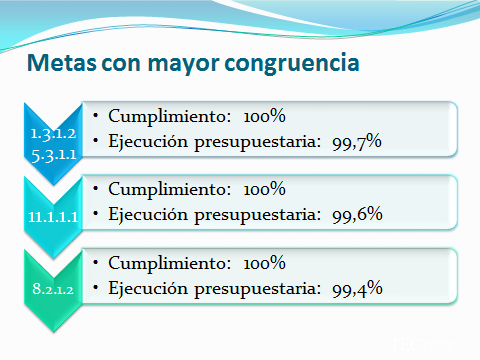 Metas con mayor congruencia
1.3.1.2
5.3.1.1
• Cumplimiento: 100%
• Ejecución presupuestaria: 99,7%
11.1.1.1
• Cumplimiento: 100%
• Ejecución presupuestaria: 99,6%
8.2.1.2
• Cumplimiento: 100%
• Ejecución presupuestaria: 99,4%